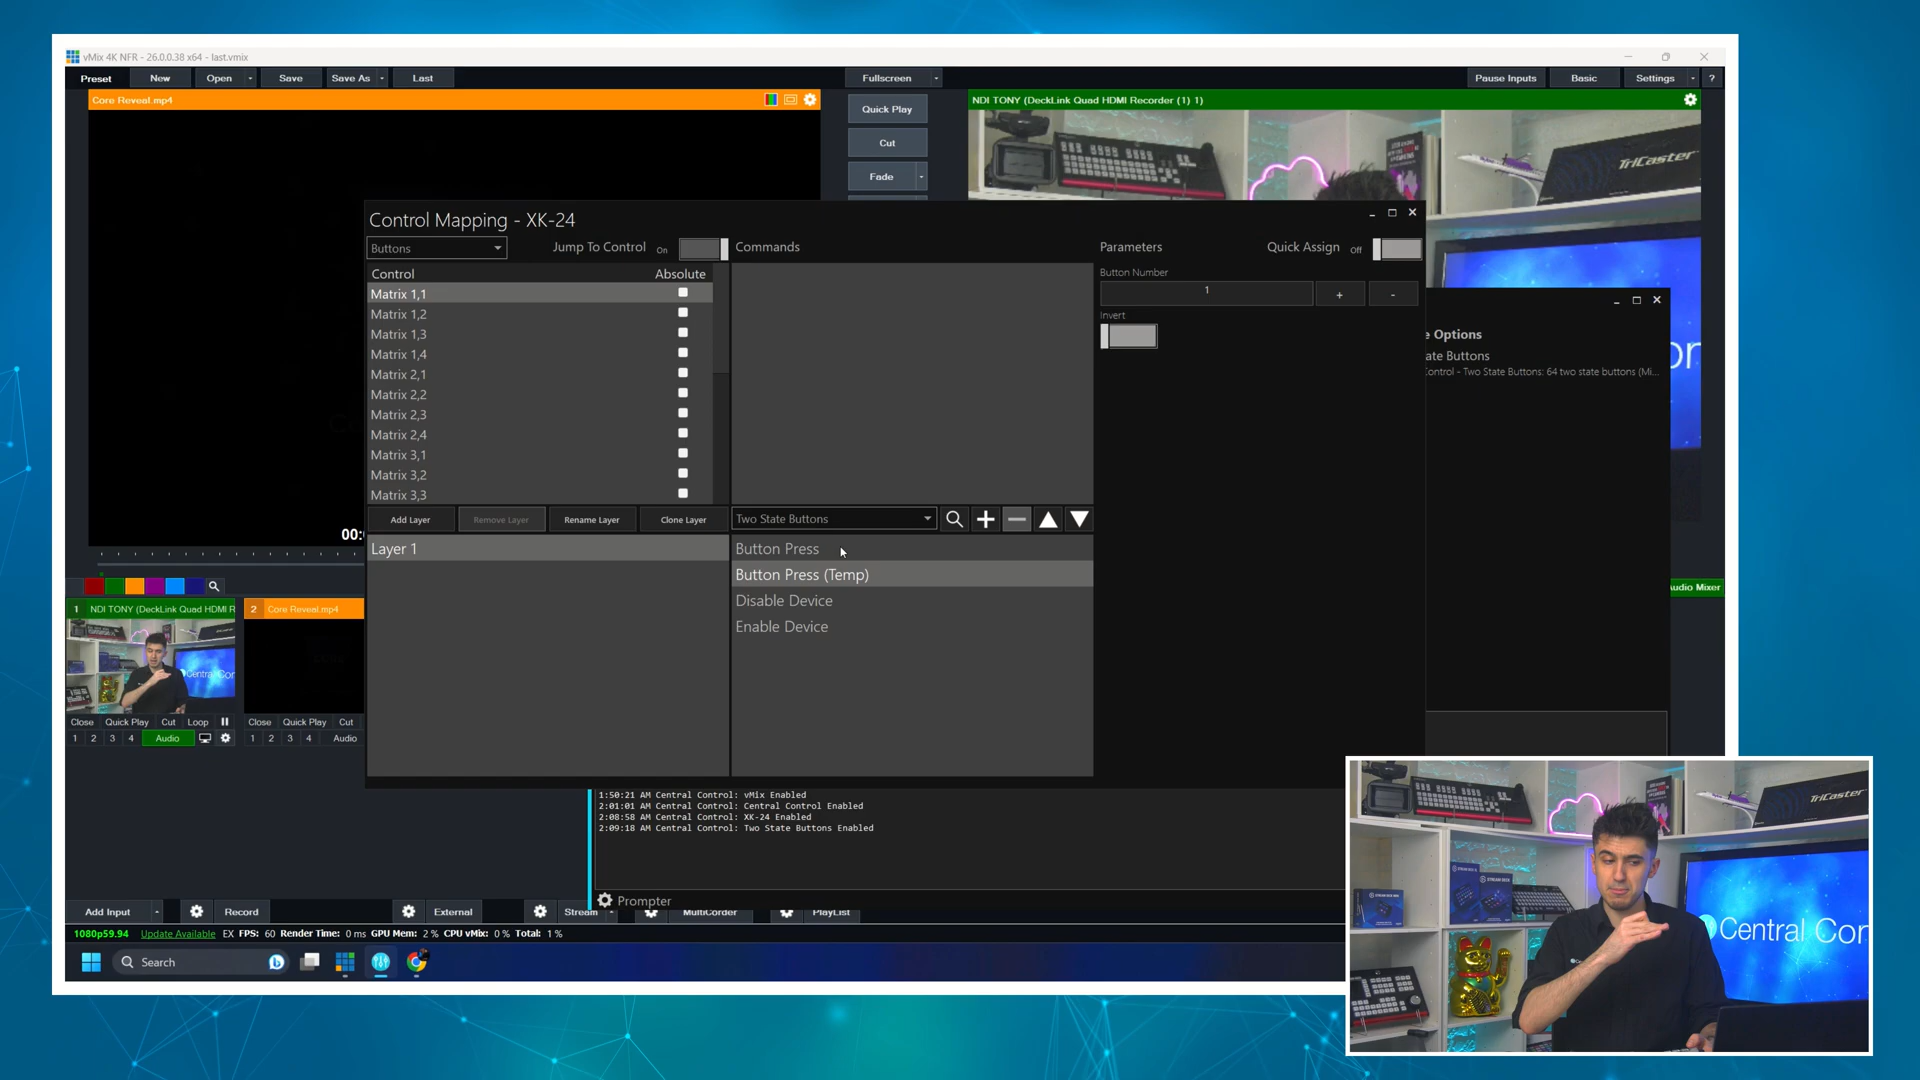 vMix 4K NFR - 26.0.0.38 x64 - last.vmix
Preset New Open Save Save As Last Fullscreen Pause Inputs Basic Settings ?
Core Reveal.mp4
Quick Play
Cut
Fade
NDI TONY (DeckLink Quad HDMI Recorder (1) 1)
TriCaster
Control Mapping - XK-24
Buttons Jump To Control On Commands Parameters Quick Assign Off
Control Absolute
Button Number
1 + -
Invert
Matrix 1,1
Matrix 1,2
Matrix 1,3
Matrix 1,4
Matrix 2,1
Matrix 2,2
Matrix 2,3
Matrix 2,4
Matrix 3,1
Matrix 3,2
Matrix 3,3
e Options
ate Buttons
Control - Two State Buttons: 64 two state buttons (Mi...
Add Layer Remove Layer Rename Layer Clone Layer Two State Buttons
00:
Layer 1
Button Press
Button Press (Temp)
Disable Device
Enable Device
1 NDI TONY (DeckLink Quad HDMI R
2 Core Reveal.mp4
Audio Mixer
Close Quick Play Cut Loop
Close Quick Play Cut
1 2 3 4 Audio
1 2 3 4 Audio
1:50:21 AM Central Control: vMix Enabled
2:01:01 AM Central Control: Central Control Enabled
2:08:58 AM Central Control: XK-24 Enabled
2:09:18 AM Central Control: Two State Buttons Enabled
Prompter
Add Input Record External Stream MultiCorder PlayList
1080p59.94 Update Available EX FPS: 60 Render Time: 0 ms GPU Mem: 2 % CPU vMix: 0 % Total: 1 %
Search
TriCaster
Central Con